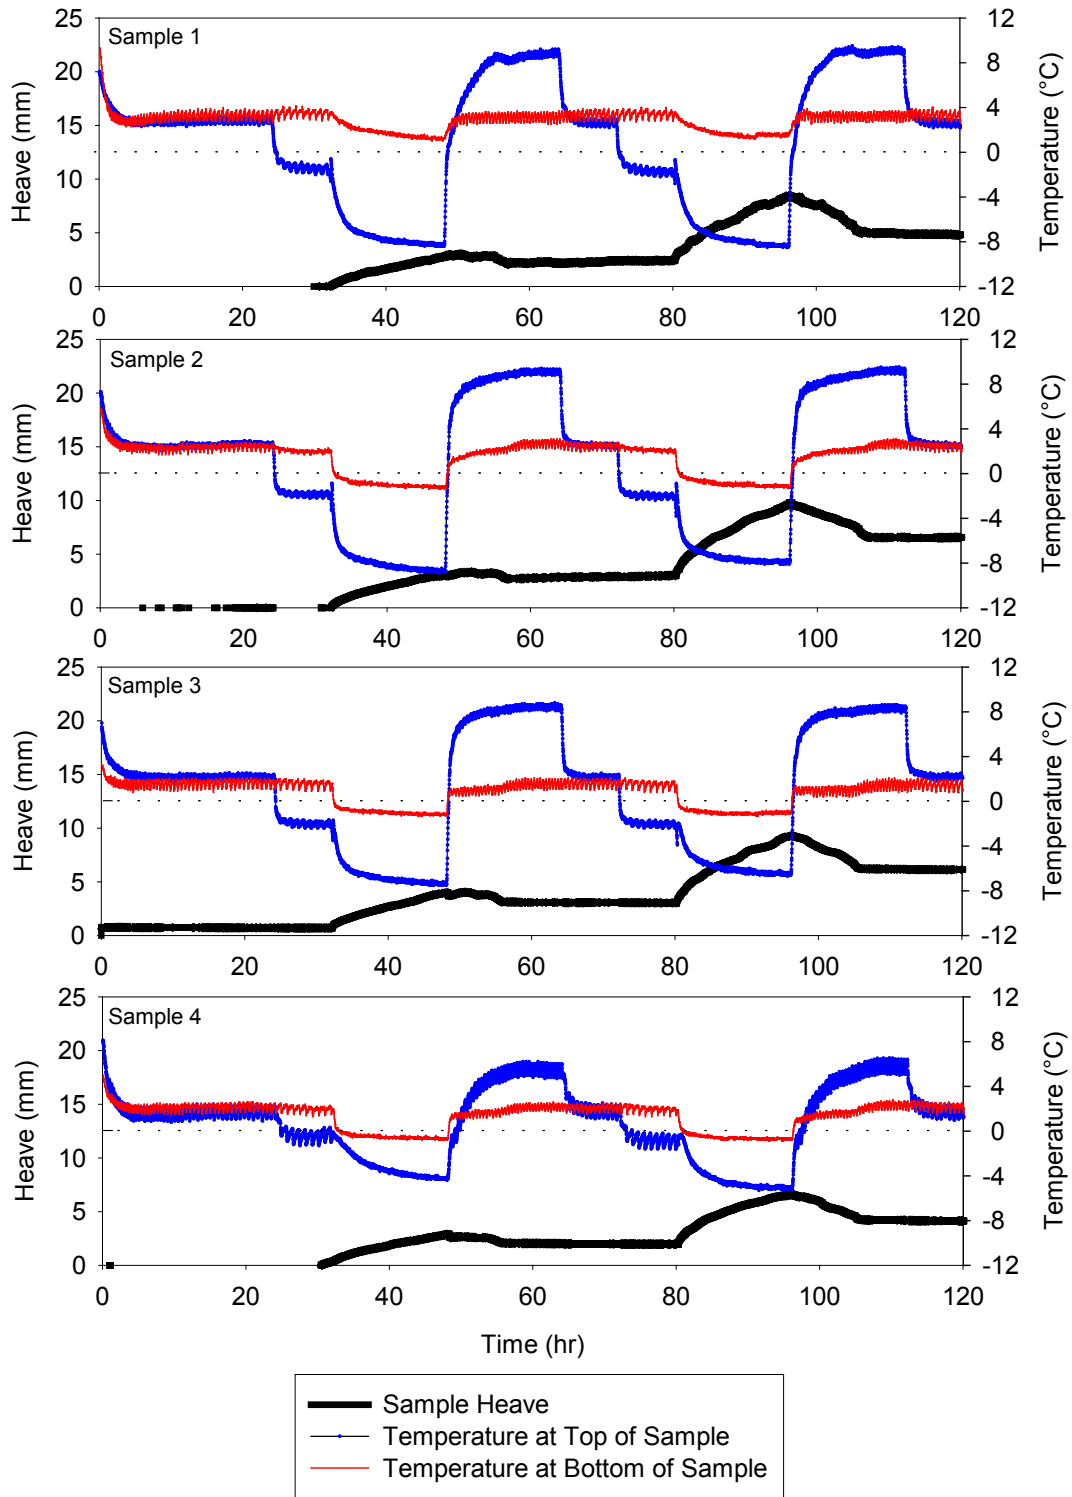 25
20
15
10
5
0
Heave (mm)
Sample 1
12
8
4
0
-4
-8
-12
Temperature (°C)
0 20 40 60 80 100 120
25
20
15
10
5
0
Heave (mm)
Sample 2
12
8
4
0
-4
-8
-12
Temperature (°C)
0 20 40 60 80 100 120
25
20
15
10
5
0
Heave (mm)
Sample 3
12
8
4
0
-4
-8
-12
Temperature (°C)
0 20 40 60 80 100 120
25
20
15
10
5
0
Heave (mm)
Sample 4
12
8
4
0
-4
-8
-12
Temperature (°C)
0 20 40 60 80 100 120
Time (hr)
Sample Heave
Temperature at Top of Sample
Temperature at Bottom of Sample